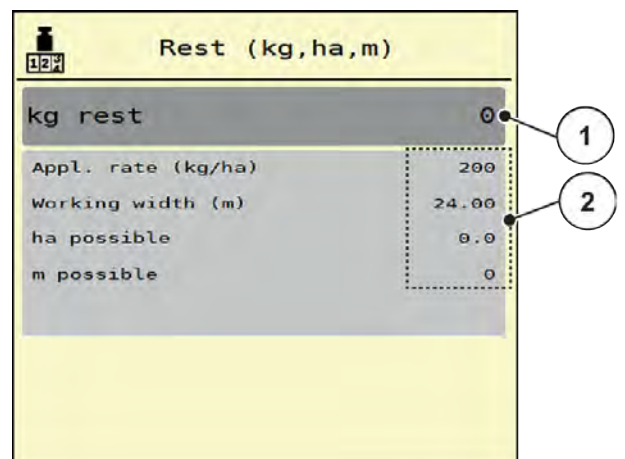 123
Rest (kg,ha,m)
kg rest 0
1
Appl. rate (kg/ha) 200
Working width (m) 24.00
2
ha possible 0.0
m possible 0